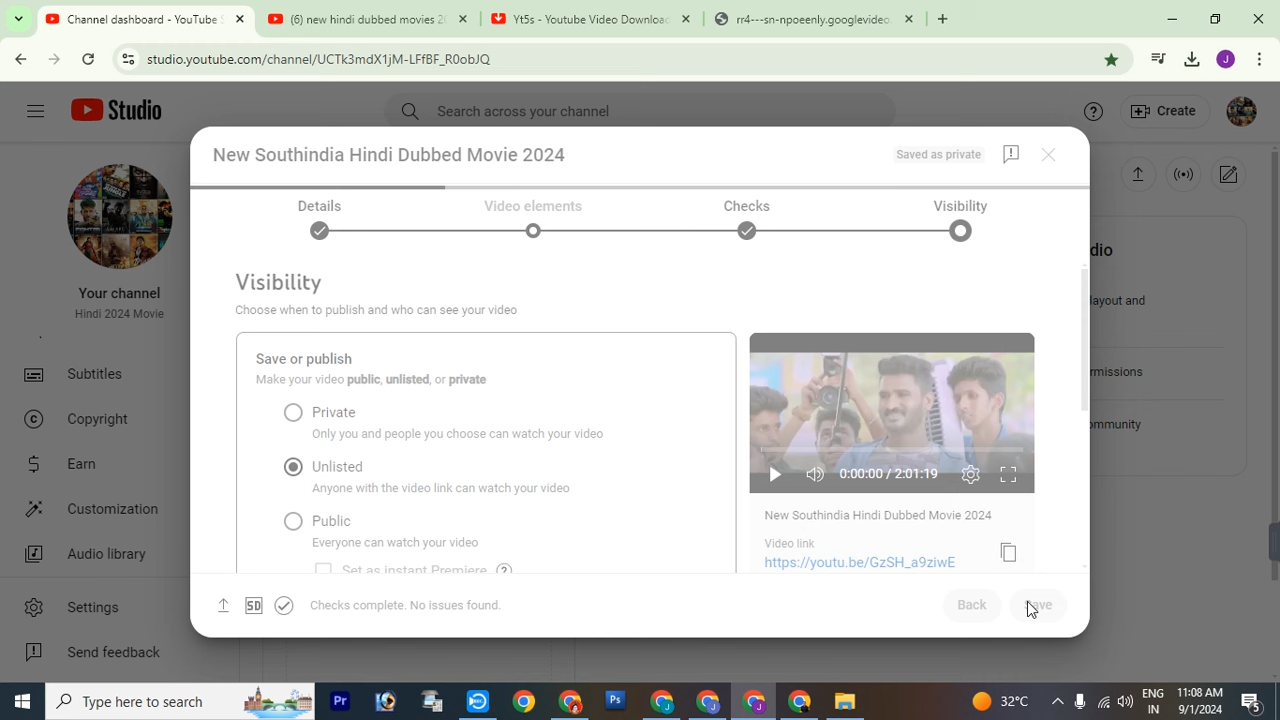 Channel dashboard - YouTube S
(6) new hindi dubbed movies 2
Yt5s - Youtube Video Downloa
rr4---sn-npoeenly.googlevideo.
studio.youtube.com/channel/UCTk3mdX1jM-LFfBF_R0obJQ
J
Studio
Search across your channel
Create
New Southindia Hindi Dubbed Movie 2024
Saved as private
Details
Video elements
Checks
Visibility
Visibility
Choose when to publish and who can see your video
Save or publish
Make your video public, unlisted, or private
Private
Only you and people you choose can watch your video
Unlisted
Anyone with the video link can watch your video
Public
Everyone can watch your video
Set as instant Premiere
0:00:00 / 2:01:19
New Southindia Hindi Dubbed Movie 2024
Video link
https://youtu.be/GzSH_a9ziwE
SD
Checks complete. No issues found.
Back
Save
Your channel
Hindi 2024 Movie
Subtitles
Copyright
Earn
Customization
Audio library
Settings
Send feedback
dio
layout and
rmissions
mmunity
Type here to search
Pr
Ps
32°C
ENG
IN
11:08 AM
9/1/2024
5